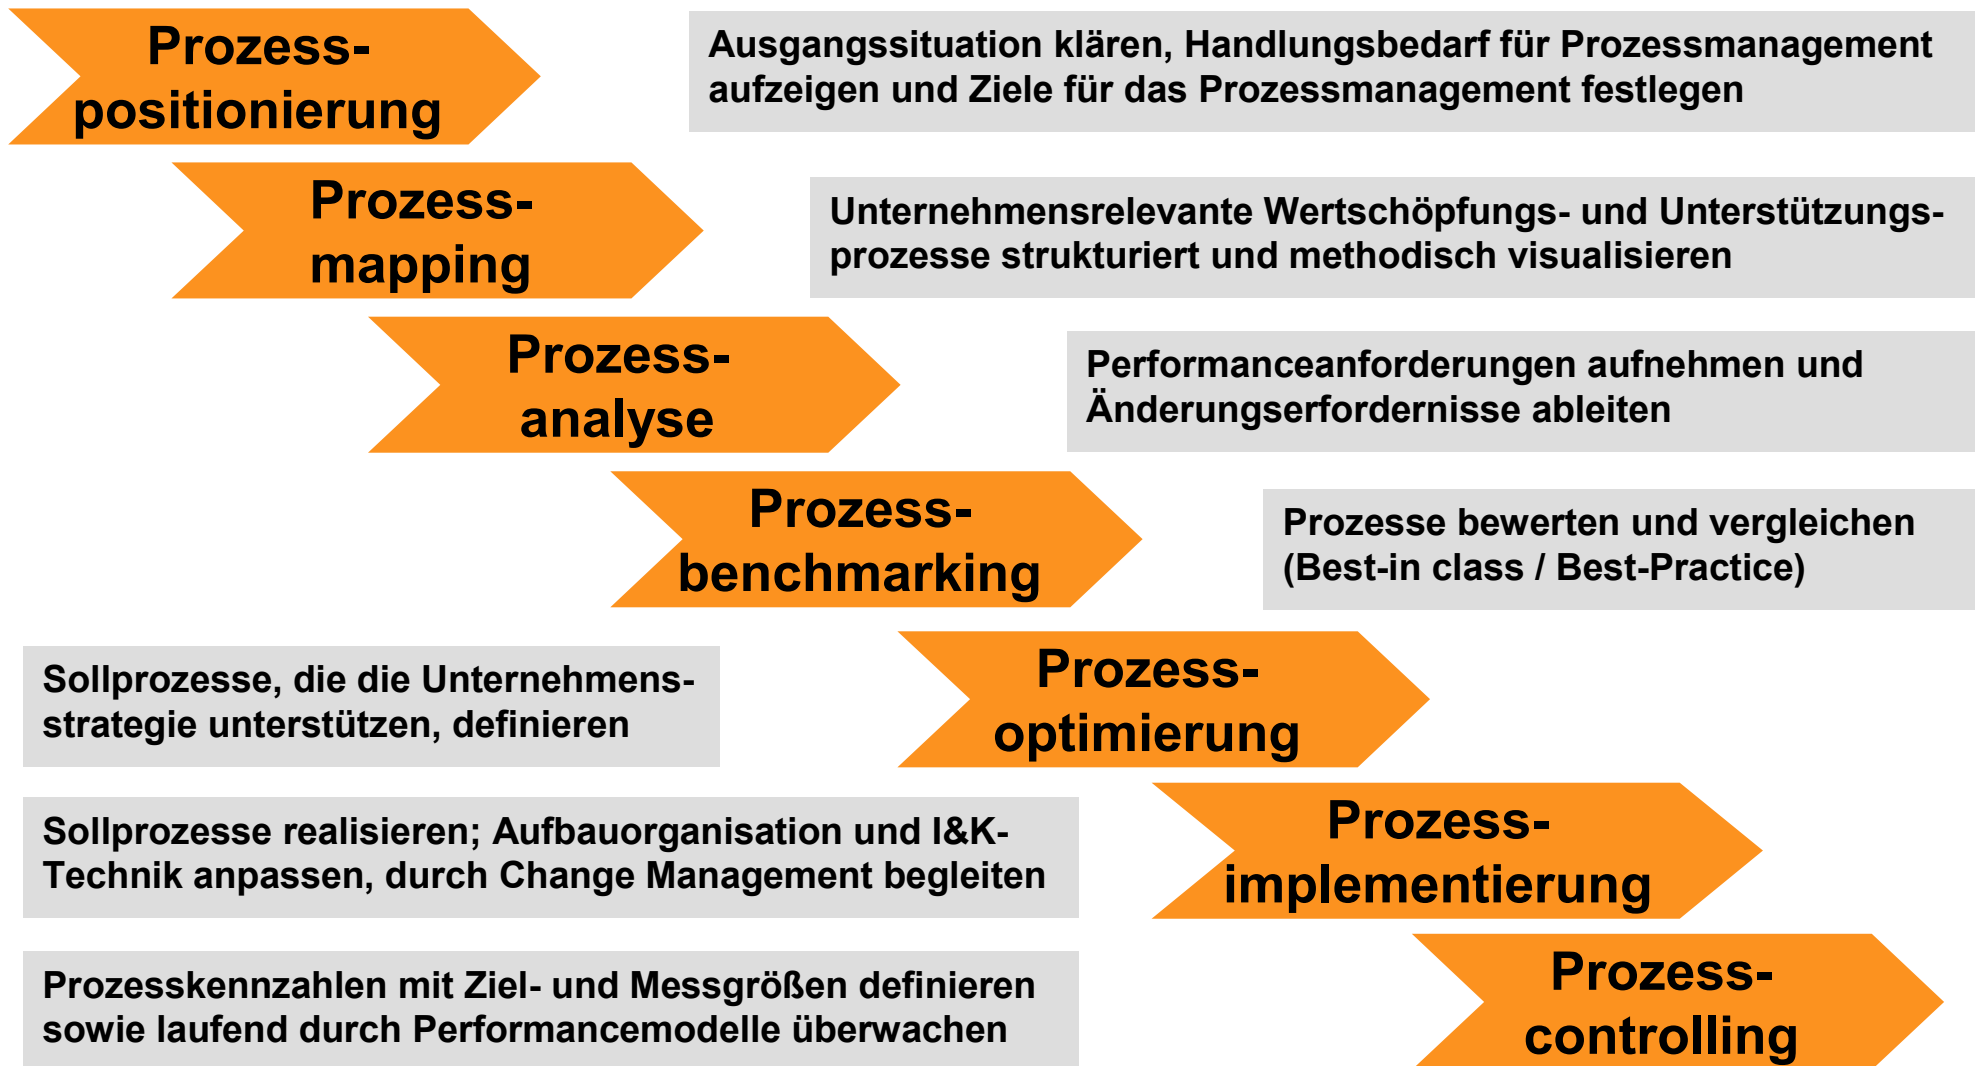 Prozess-
positionierung
Ausgangssituation klären, Handlungsbedarf für Prozessmanagement
aufzeigen und Ziele für das Prozessmanagement festlegen
Prozess-
mapping
Unternehmensrelevante Wertschöpfungs- und Unterstützungs-
prozesse strukturiert und methodisch visualisieren
Prozess-
analyse
Performanceanforderungen aufnehmen und
Änderungserfordernisse ableiten
Prozess-
benchmarking
Prozesse bewerten und vergleichen
(Best-in class / Best-Practice)
Sollprozesse, die die Unternehmens-
strategie unterstützen, definieren
Prozess-
optimierung
Sollprozesse realisieren; Aufbauorganisation und I&K-
Technik anpassen, durch Change Management begleiten
Prozess-
implementierung
Prozesskennzahlen mit Ziel- und Messgrößen definieren
sowie laufend durch Performancemodelle überwachen
Prozess-
controlling